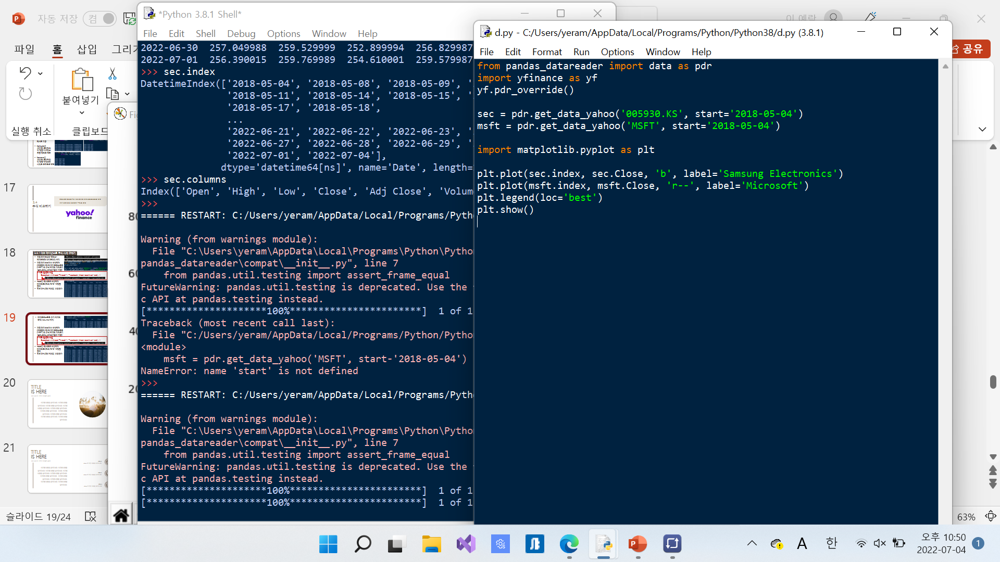 자동 저장
켬
파일
홈
삽입
공유
붙여넣기
실행 취소
클립보드
17
yahoo!
finance
18
19
20
TITLE
IS HERE
21
TITLE
IS HERE
슬라이드 19/24
63%
*Python 3.8.1 Shell*
File Edit Shell Debug Options Window Help
2022-06-30 257.049988 259.529999 252.899994 256.829987
2022-07-01 256.390015 259.769989 254.610001 259.579987
>>> sec.index
DatetimeIndex(['2018-05-04', '2018-05-08', '2018-05-09', '
'2018-05-11', '2018-05-14', '2018-05-15', '
'2018-05-17', '2018-05-18',
...
'2022-06-21', '2022-06-22', '2022-06-23', '
'2022-06-27', '2022-06-28', '2022-06-29', '
'2022-07-01', '2022-07-04'],
dtype='datetime64[ns]', name='Date', length=
>>> sec.columns
Index(['Open', 'High', 'Low', 'Close', 'Adj Close', 'Volum
>>>
====== RESTART: C:/Users/yeram/AppData/Local/Programs/Pyth
Warning (from warnings module):
File "C:\Users\yeram\AppData\Local\Programs\Python\Pytho
pandas_datareader\compat\__init__.py", line 7
from pandas.util.testing import assert_frame_equal
FutureWarning: pandas.util.testing is deprecated. Use the
c API at pandas.testing instead.
[*********************100%***********************] 1 of 1
Traceback (most recent call last):
File "C:/Users/yeram/AppData/Local/Programs/Python/Pytho
<module>
msft = pdr.get_data_yahoo('MSFT', start-'2018-05-04')
NameError: name 'start' is not defined
>>>
====== RESTART: C:/Users/yeram/AppData/Local/Programs/Pyth
Warning (from warnings module):
File "C:\Users\yeram\AppData\Local\Programs\Python\Pytho
pandas_datareader\compat\__init__.py", line 7
from pandas.util.testing import assert_frame_equal
FutureWarning: pandas.util.testing is deprecated. Use the
c API at pandas.testing instead.
[*********************100%***********************] 1 of 1
[*********************100%***********************] 1 of 1
d.py - C:/Users/yeram/AppData/Local/Programs/Python/Python38/d.py (3.8.1)
File Edit Format Run Options Window Help
from pandas_datareader import data as pdr
import yfinance as yf
yf.pdr_override()
sec = pdr.get_data_yahoo('005930.KS', start='2018-05-04')
msft = pdr.get_data_yahoo('MSFT', start='2018-05-04')
import matplotlib.pyplot as plt
plt.plot(sec.index, sec.Close, 'b', label='Samsung Electronics')
plt.plot(msft.index, msft.Close, 'r--', label='Microsoft')
plt.legend(loc='best')
plt.show()
A
한
오후 10:50
2022-07-04
1